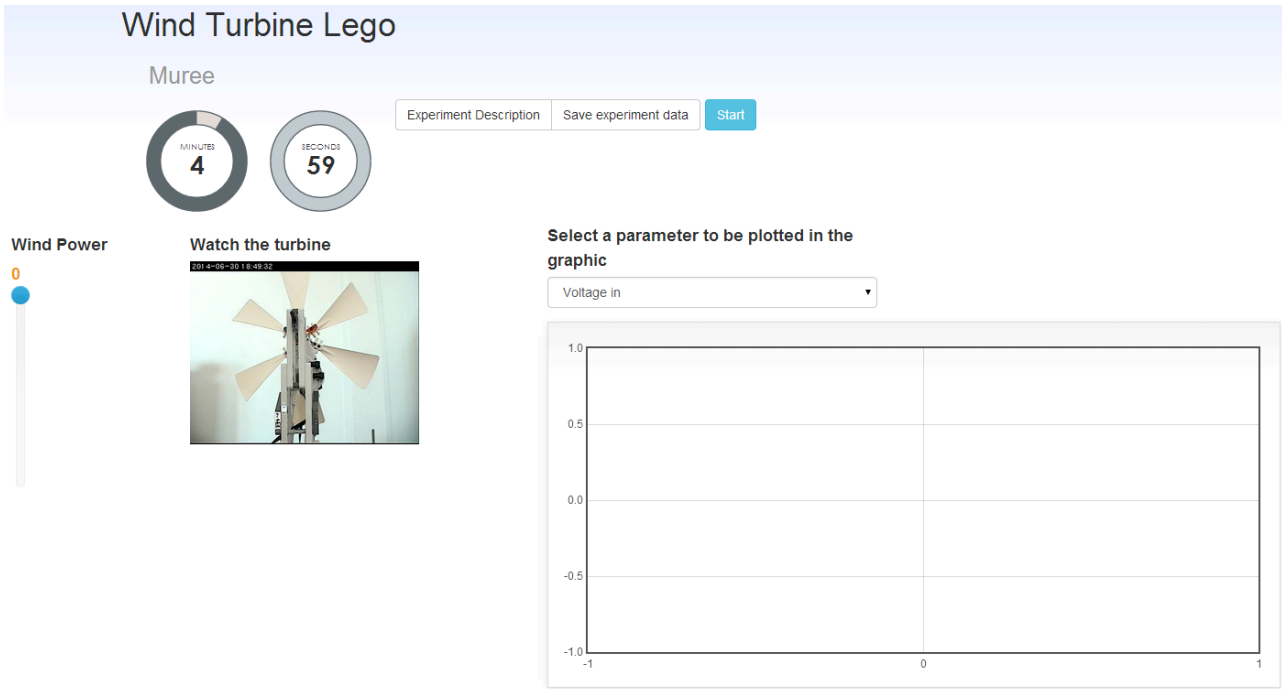 Wind Turbine Lego
Muree
Experiment Description
Save experiment data
Start
MINUTES
4
SECONDS
59
Wind Power
0
Watch the turbine
2014-06-30 18:49:32
Select a parameter to be plotted in the
graphic
Voltage in
1.0
0.5
0.0
-0.5
-1.0
-1
0
1